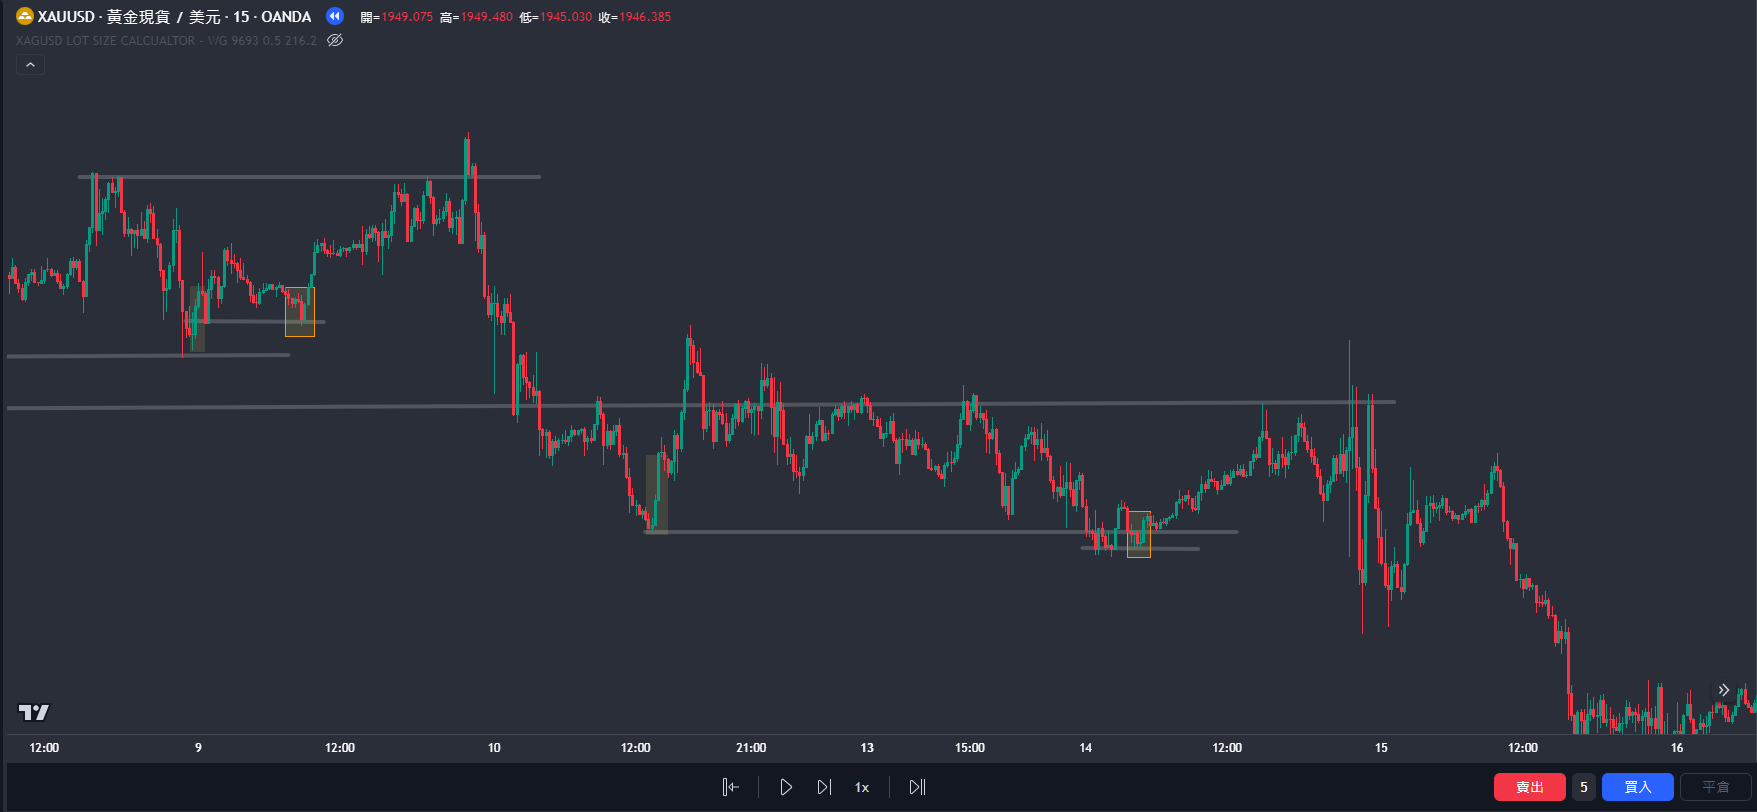 XAUUSD · 黃金現貨 / 美元 · 15 · OANDA 開=1949.075 高=1949.480 低=1945.030 收=1946.385
XAGUSD LOT SIZE CALCUALTOR - WG 9693 0.5 216.2
12:00 9 12:00 10 12:00 21:00 13 15:00 14 12:00 15 12:00 16
1x 賣出 5 買入 平倉